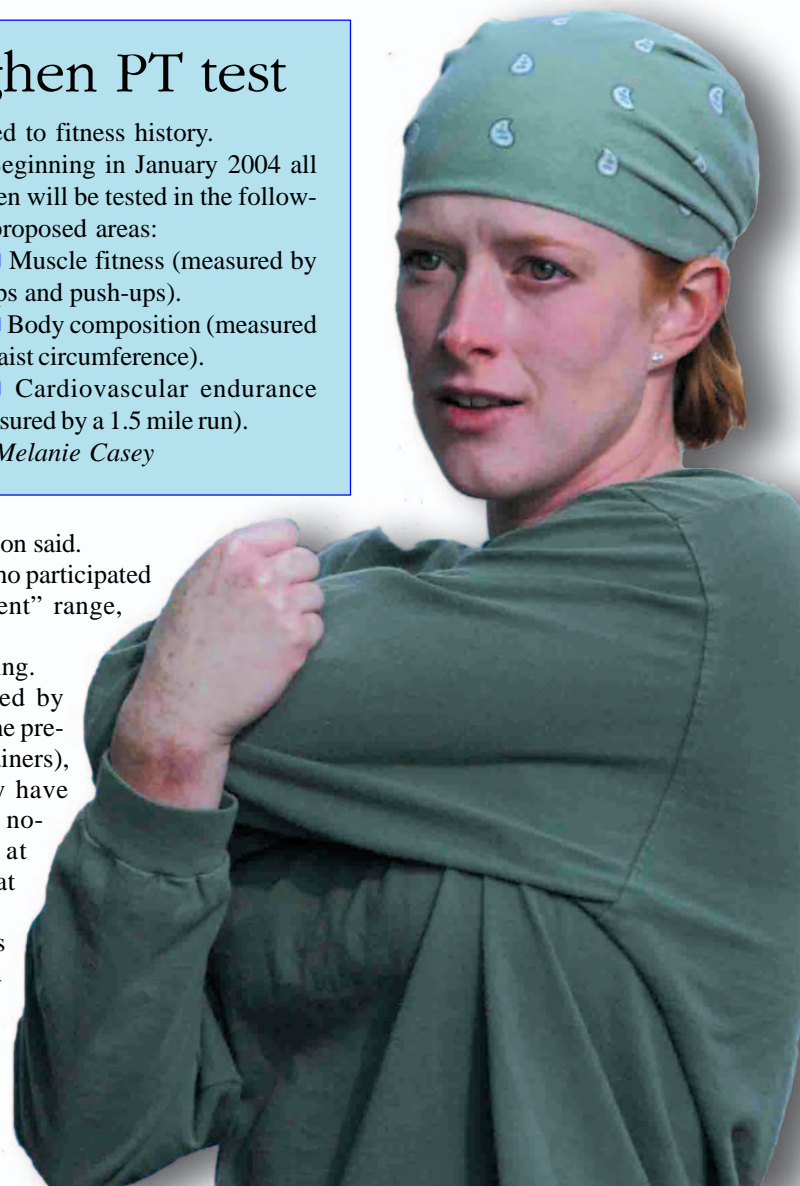 ghen PT test
ed to fitness history.
eginning in January 2004 all
en will be tested in the follow-
proposed areas:
Muscle fitness (measured by
ps and push-ups).
Body composition (measured
aist circumference).
Cardiovascular endurance
sured by a 1.5 mile run).
Melanie Casey
on said.
no participated
ent” range,
ng.
ed by
ne pre-
iners),
y have
no-
at
at
s